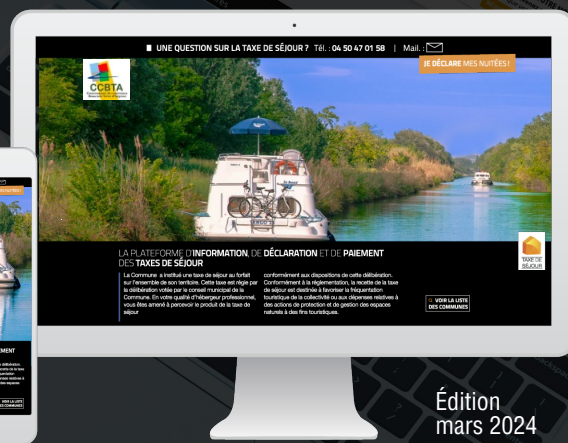 UNE QUESTION SUR LA TAXE DE SÉJOUR ? Tél. : 04 50 47 01 58 | Mail. :
JE DÉCLARE MES NUITÉES !
CCBTA
LA PLATEFORME D'INFORMATION, DE DÉCLARATION ET DE PAIEMENT
DES TAXES DE SÉJOUR
La Commune a institué une taxe de séjour au forfait
sur l'ensemble de son territoire. Cette taxe est régie par
la délibération votée par le conseil municipal de la
Commune. En votre qualité d'hébergeur professionnel,
vous êtes amené à percevoir le produit de la taxe de
séjour
conformément aux dispositions de cette délibération.
Conformément à la réglementation, la recette de la taxe
de séjour est destinée à favoriser la fréquentation
touristique de la collectivité ou aux dépenses relatives à
des actions de protection et de gestion des espaces
naturels à des fins touristiques.
TAXE DE
SÉJOUR
VOIR LA LISTE
DES COMMUNES
Édition
mars 2024